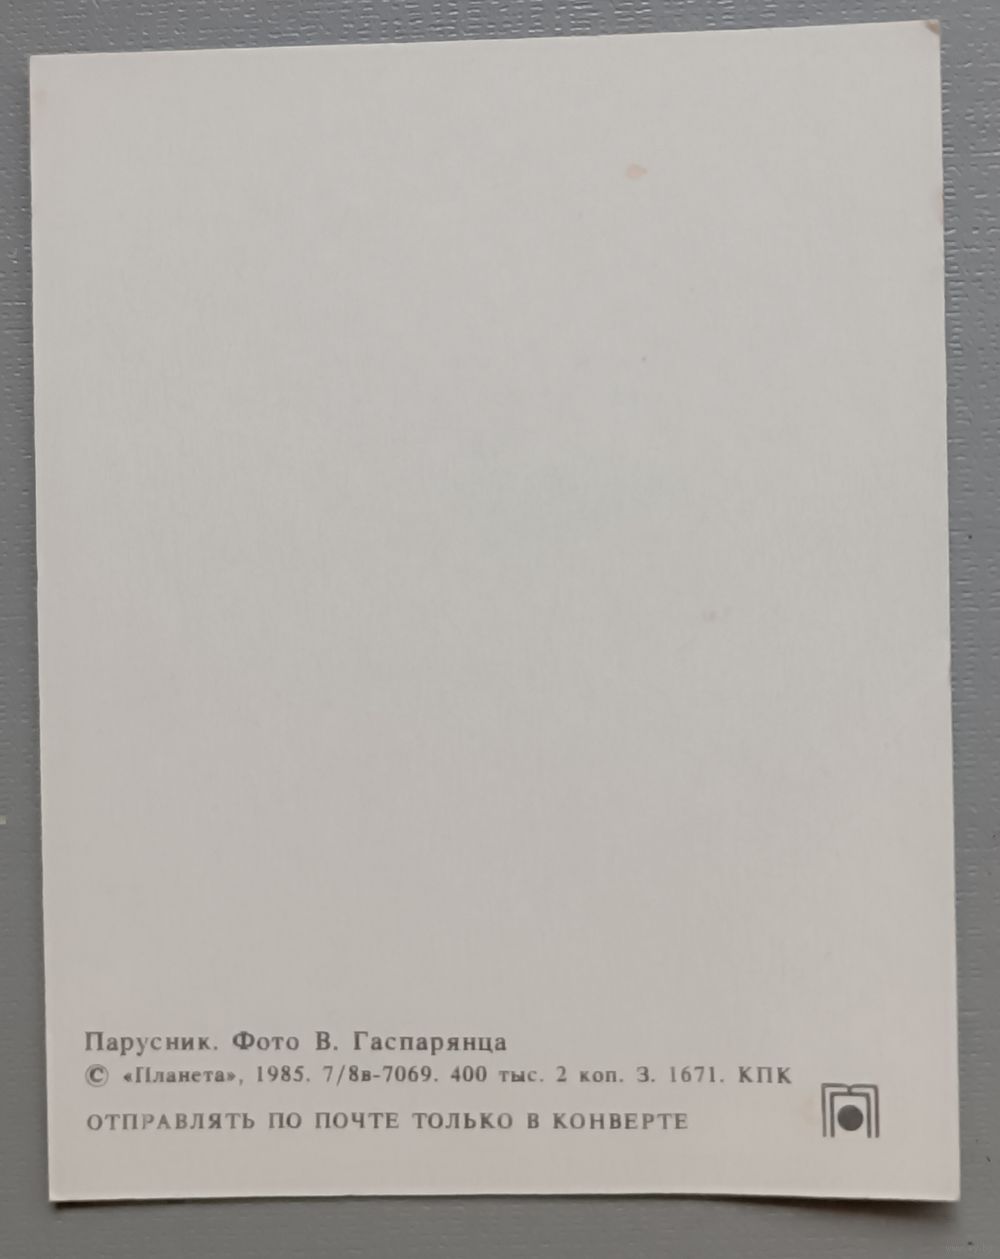 Парусник. Фото В. Гаспарянца
© «Планета», 1985. 7/8в-7069. 400 тыс. 2 коп. З. 1671. КПК
ОТПРАВЛЯТЬ ПО ПОЧТЕ ТОЛЬКО В КОНВЕРТЕ